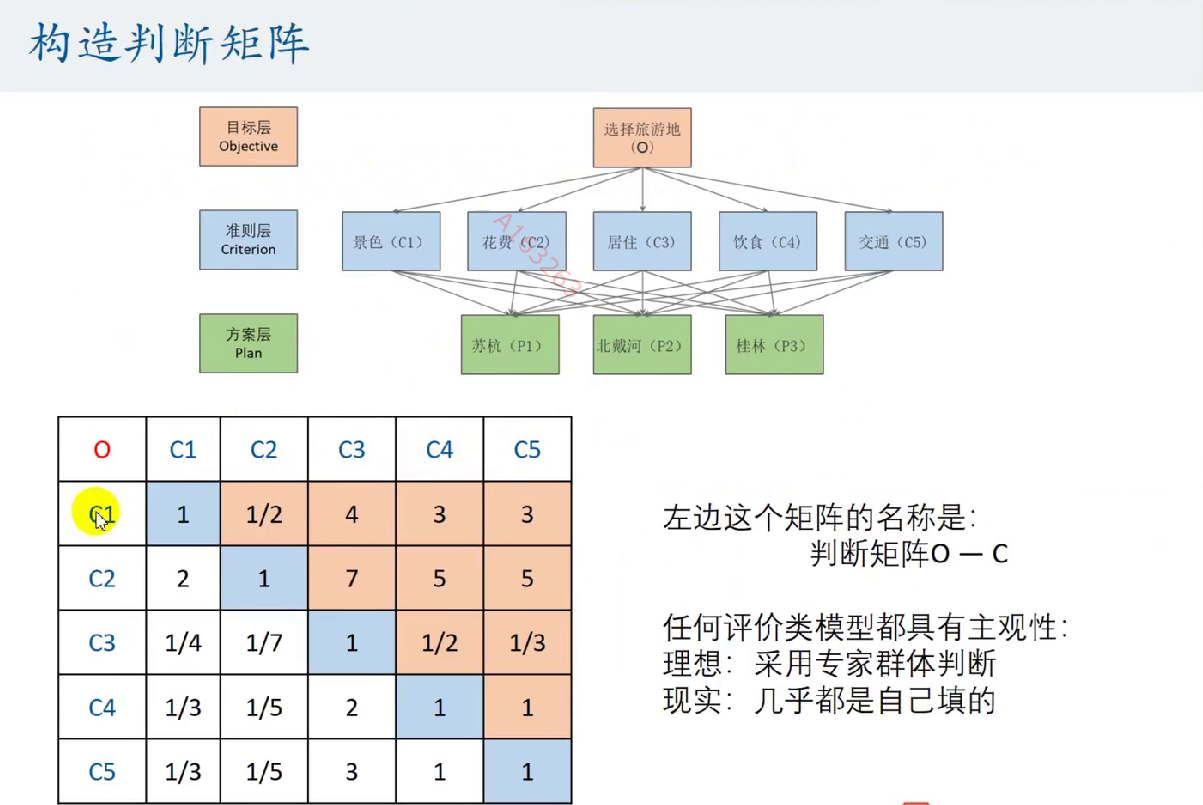 构造判断矩阵
目标层
Objective
选择旅游地
（O）
准则层
Criterion
景色（C1）
花费（C2）
居住（C3）
饮食（C4）
交通（C5）
A163263
方案层
Plan
苏杭（P1）
北戴河（P2）
桂林（P3）
O C1 C2 C3 C4 C5
C1 1 1/2 4 3 3
C2 2 1 7 5 5
C3 1/4 1/7 1 1/2 1/3
C4 1/3 1/5 2 1 1
C5 1/3 1/5 3 1 1
左边这个矩阵的名称是：
判断矩阵O — C
任何评价类模型都具有主观性：
理想：采用专家群体判断
现实：几乎都是自己填的